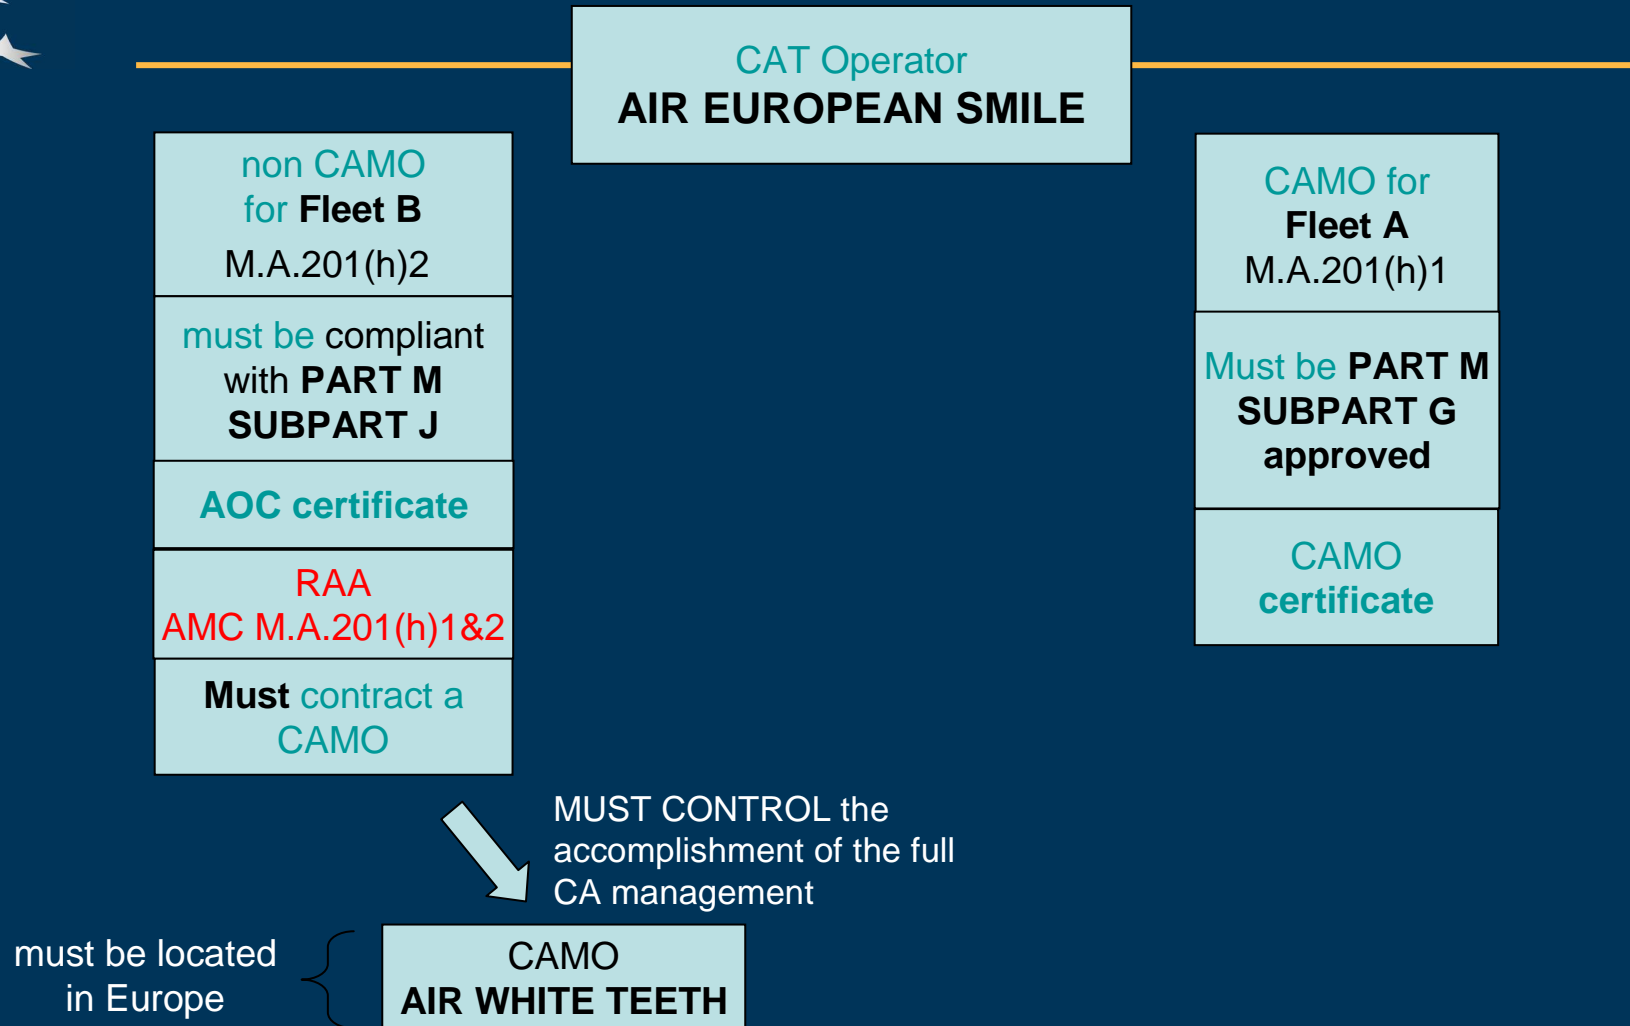 CAT Operator
AIR EUROPEAN SMILE
non CAMO
for Fleet B
M.A.201(h)2
must be compliant
with PART M
SUBPART J
AOC certificate
RAA
AMC M.A.201(h)1&2
Must contract a
CAMO
CAMO for
Fleet A
M.A.201(h)1
Must be PART M
SUBPART G
approved
CAMO
certificate
MUST CONTROL the
accomplishment of the full
CA management
must be located
in Europe
CAMO
AIR WHITE TEETH